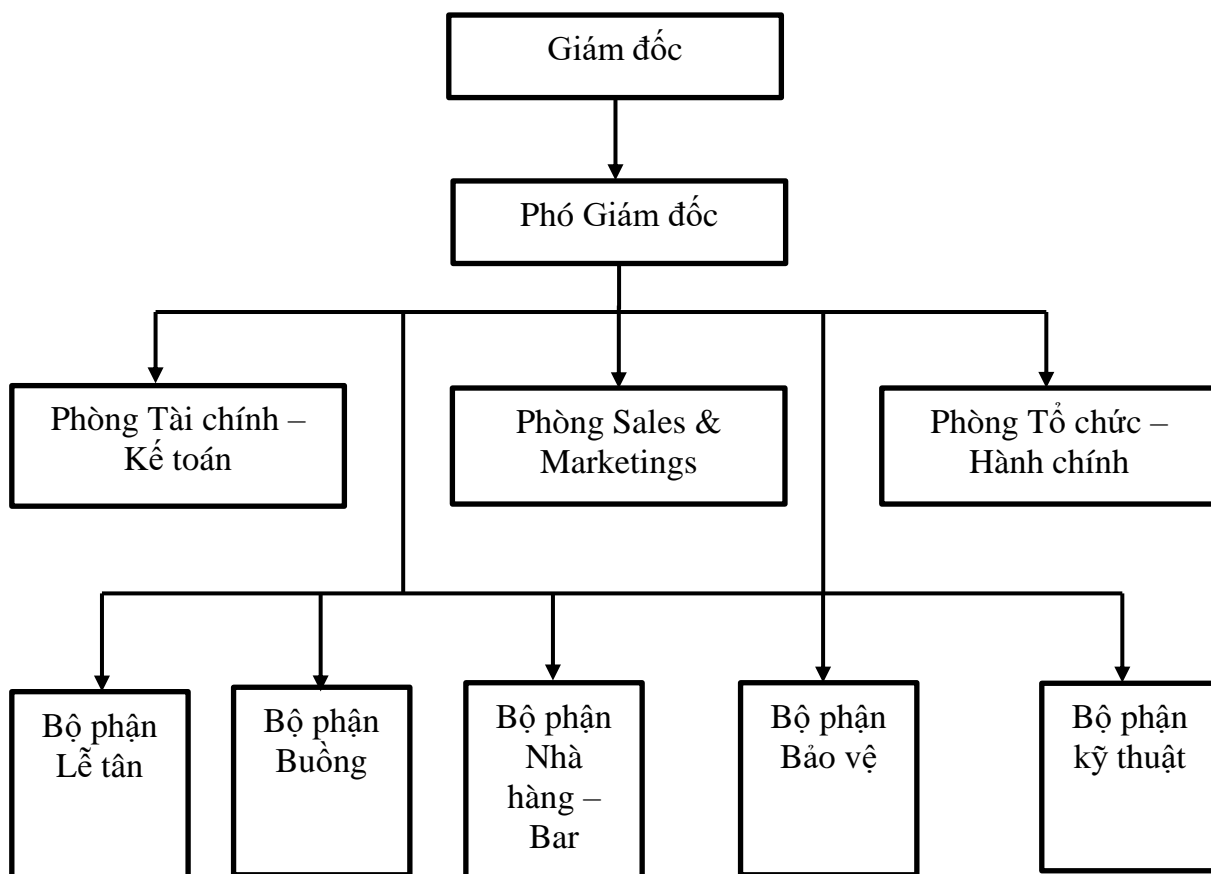 Giám đốc
Phó Giám đốc
Phòng Tài chính –
Kế toán
Phòng Sales &
Marketings
Phòng Tổ chức –
Hành chính
Bộ phận
Lễ tân
Bộ phận
Buồng
Bộ phận
Nhà
hàng –
Bar
Bộ phận
Bảo vệ
Bộ phận
kỹ thuật